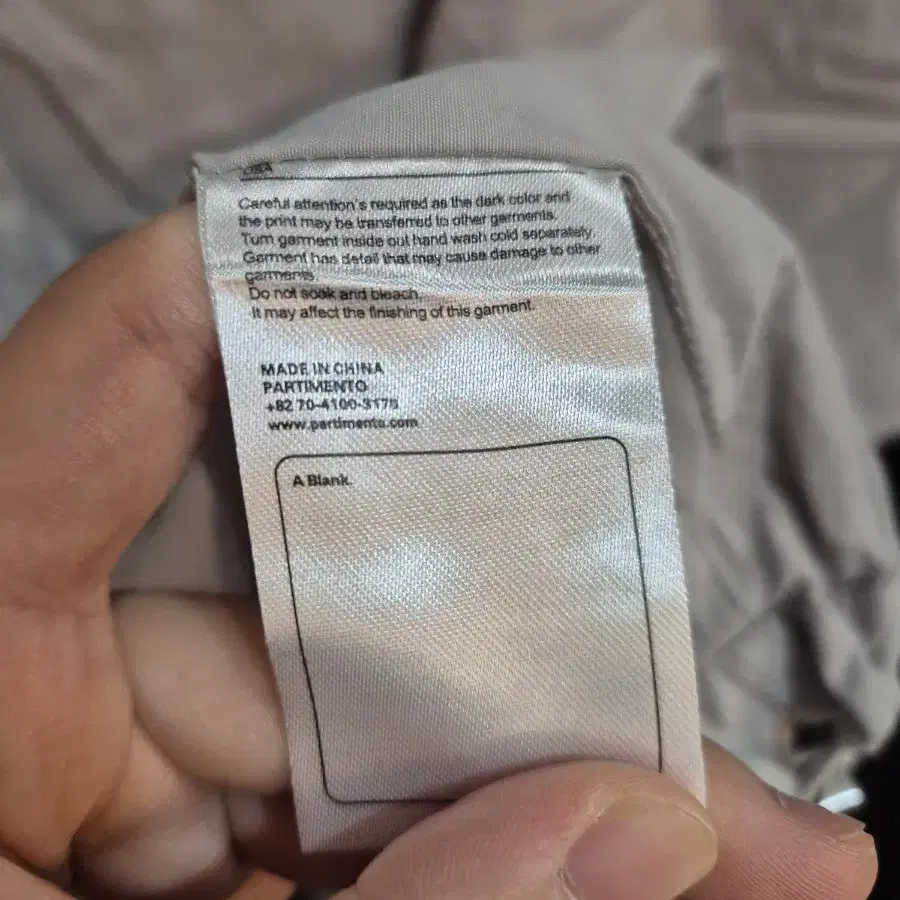 Careful attention's required as the dark color and
the print may be transferred to other garments.
Turn garment inside out hand wash cold separately.
Garment has detail that may cause damage to other
garments.
Do not soak and bleach.
It may affect the finishing of this garment.
MADE IN CHINA
PARTIMENTO
+82 70-4100-3178
www.partimento.com
A Blank.